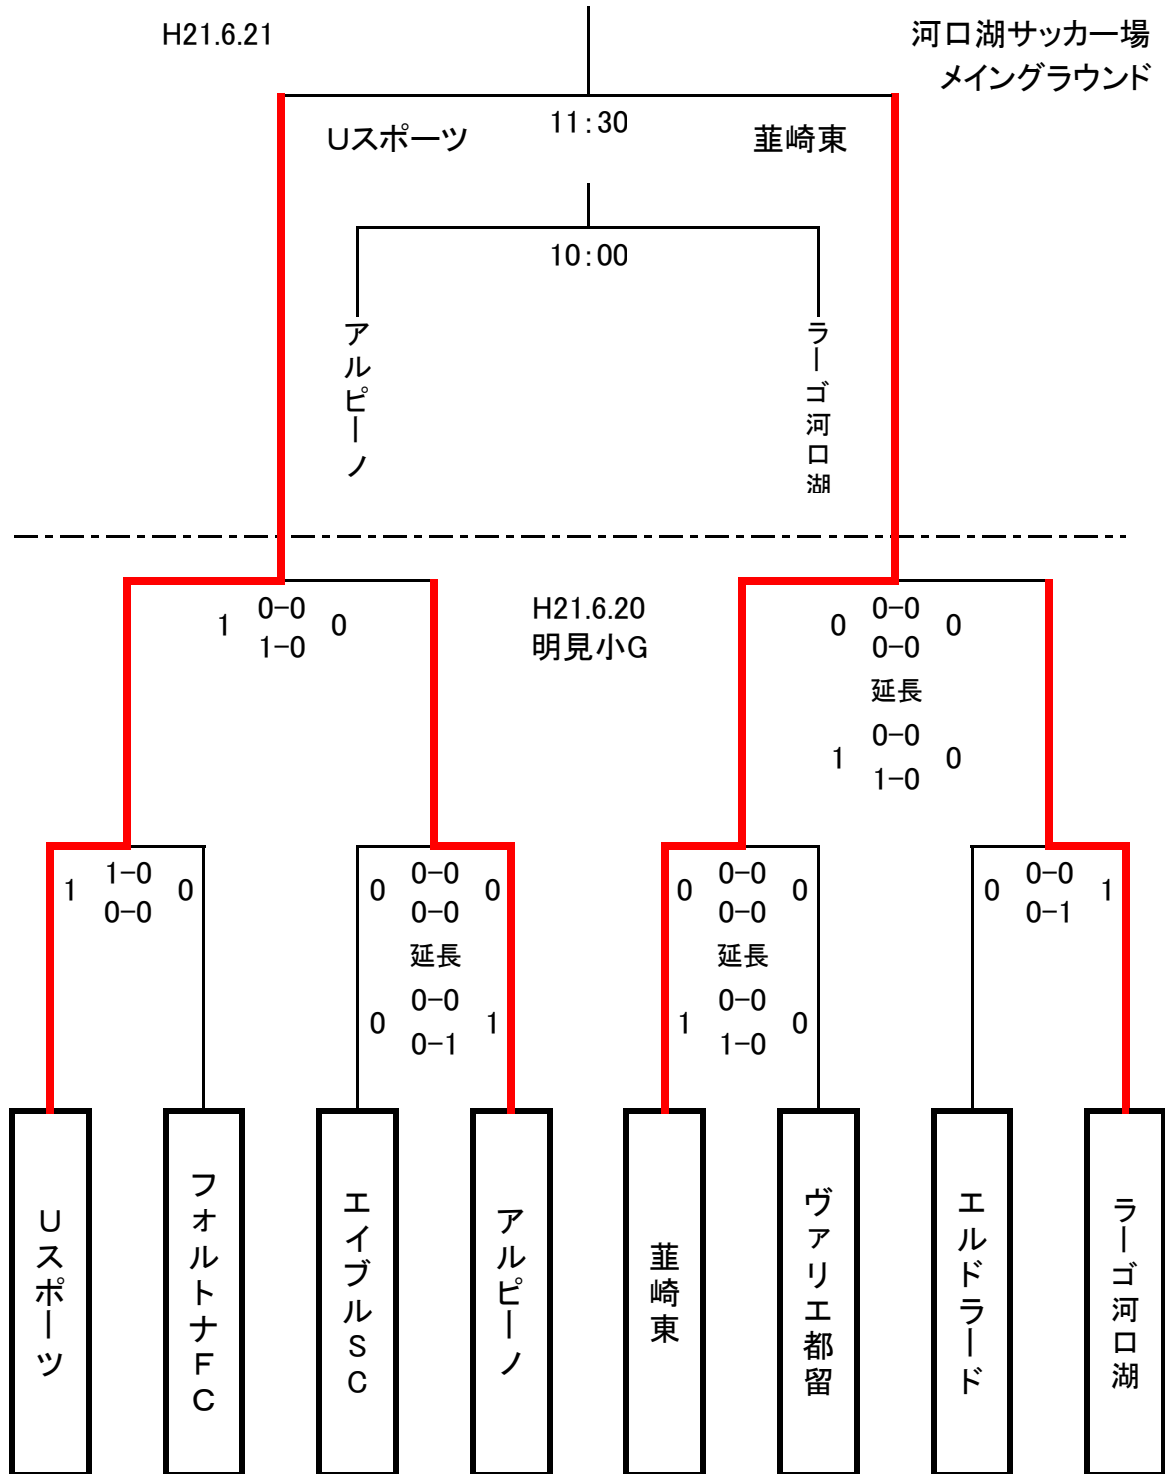 H21.6.21
河口湖サッカー場
メイングラウンド
11:30
Uスポーツ
韮崎東
10:00
アルピーノ
ラーゴ河口湖
1 0-0 0
1-0
H21.6.20
明見小G
0 0-0 0
0-0
延長
0-0
1 0
1-0
1 1-0 0
0-0
0 0-0 0
0-0
延長
0-0
0 1
0-1
0 0-0 0
0-0
延長
0-0
1 0
1-0
0 0-0 1
0-1
Uスポーツ
フォルトナFC
エイブルSC
アルピーノ
韮崎東
ヴァリエ都留
エルドラード
ラーゴ河口湖